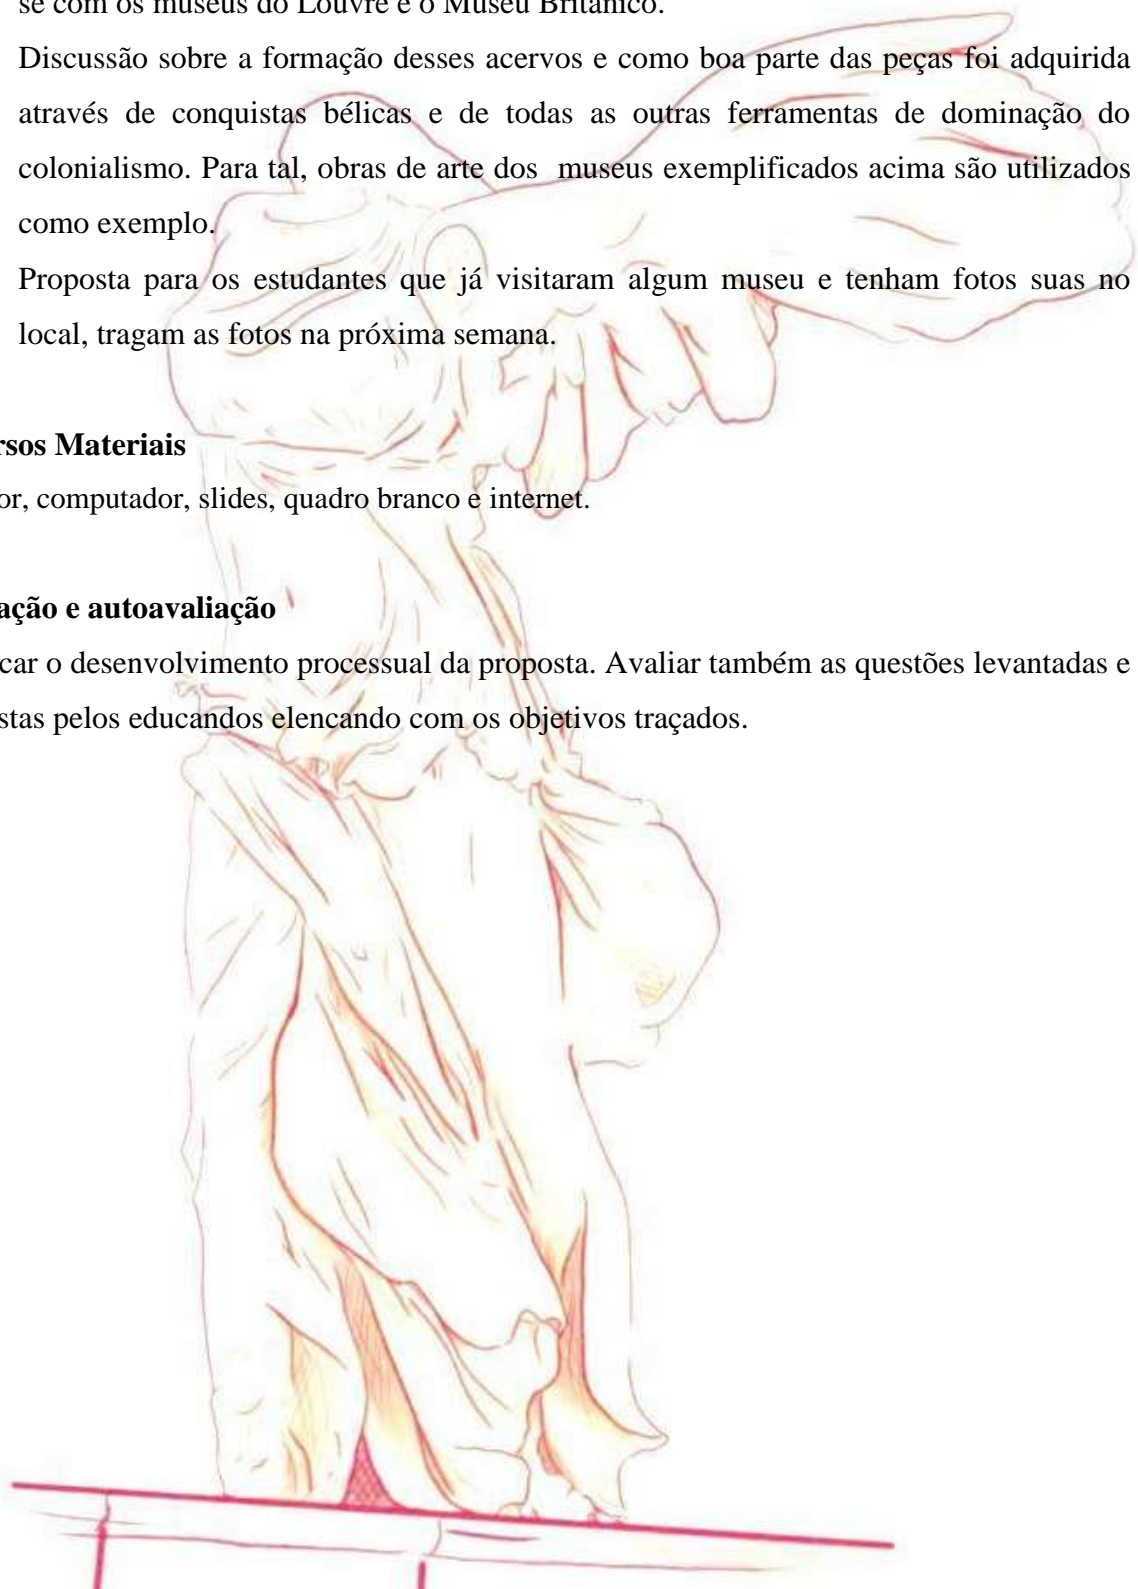 se com os museus do Louvre e o Museu Britânico.
Discussão sobre a formação desses acervos e como boa parte das peças foi adquirida
através de conquistas bélicas e de todas as outras ferramentas de dominação do
colonialismo. Para tal, obras de arte dos museus exemplificados acima são utilizados
como exemplo.
Proposta para os estudantes que já visitaram algum museu e tenham fotos suas no
local, tragam as fotos na próxima semana.
rsos Materiais
or, computador, slides, quadro branco e internet.
ação e autoavaliação
car o desenvolvimento processual da proposta. Avaliar também as questões levantadas e
stas pelos educandos elencando com os objetivos traçados.